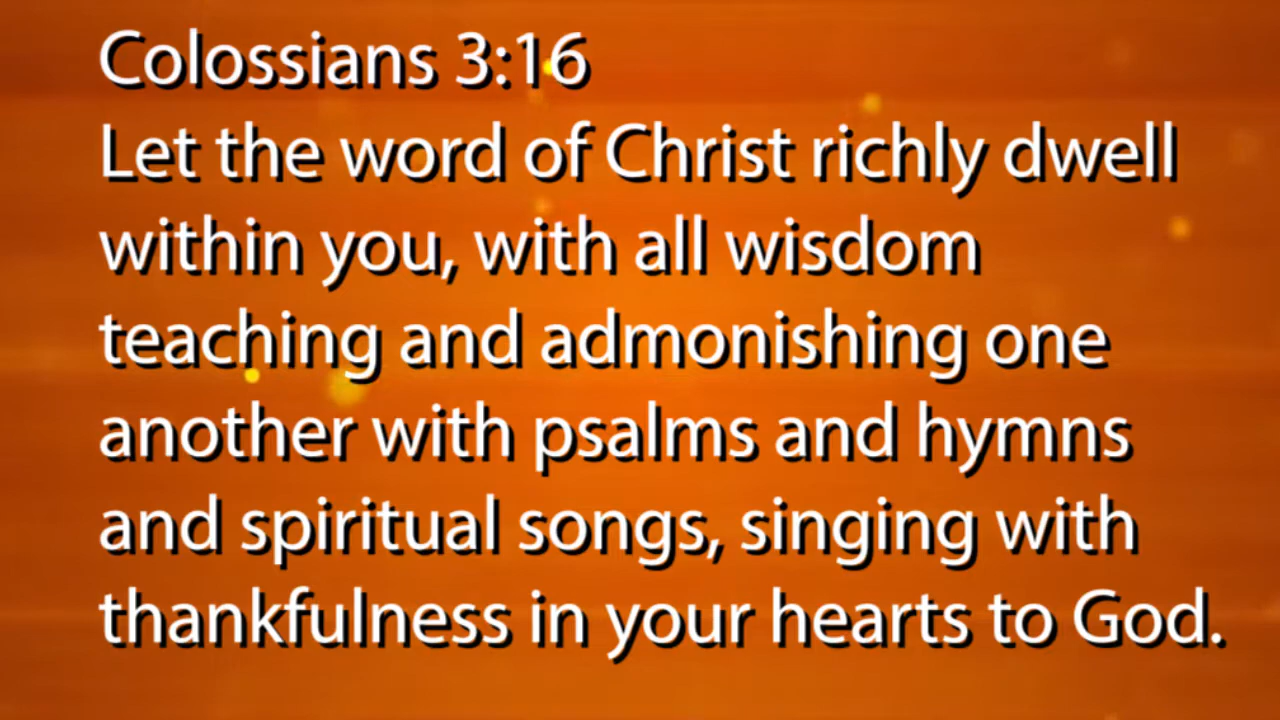 Colossians 3:16
Let the word of Christ richly dwell
within you, with all wisdom
teaching and admonishing one
another with psalms and hymns
and spiritual songs, singing with
thankfulness in your hearts to God.